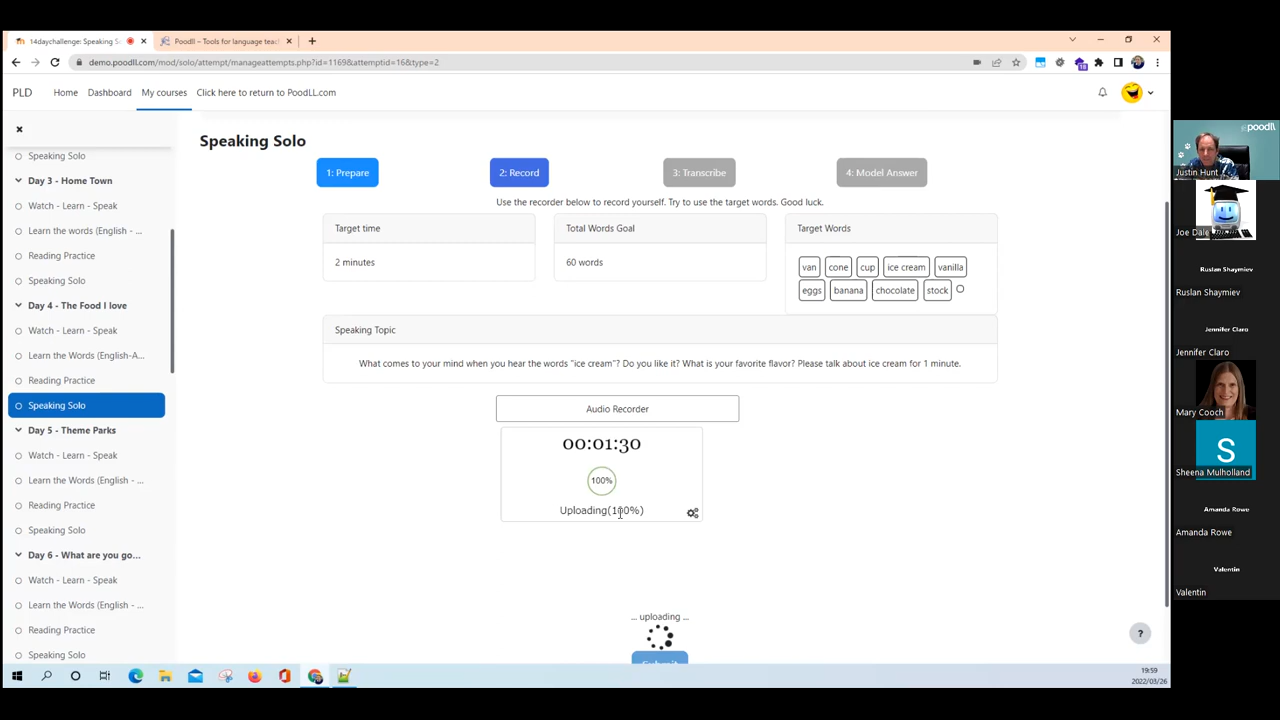 14daychallenge: Speaking S
Poodll – Tools for language teac
demo.poodll.com/mod/solo/attempt/manageattempts.php?id=1169&attemptid=16&type=2
18
PLD
Home
Dashboard
My courses
Click here to return to PoodLL.com
Speaking Solo
Day 3 - Home Town
Watch - Learn - Speak
Learn the words (English - ...
Reading Practice
Speaking Solo
Day 4 - The Food I love
Watch - Learn - Speak
Learn the Words (English-A...
Reading Practice
Speaking Solo
Day 5 - Theme Parks
Watch - Learn - Speak
Learn the Words (English - ...
Reading Practice
Speaking Solo
Day 6 - What are you go...
Watch - Learn - Speak
Learn the Words (English - ...
Reading Practice
Speaking Solo
Speaking Solo
1: Prepare
2: Record
3: Transcribe
4: Model Answer
Use the recorder below to record yourself. Try to use the target words. Good luck.
Target time
2 minutes
Total Words Goal
60 words
Target Words
van cone cup ice cream vanilla
eggs banana chocolate stock
Speaking Topic
What comes to your mind when you hear the words "ice cream"? Do you like it? What is your favorite flavor? Please talk about ice cream for 1 minute.
Audio Recorder
00:01:30
100%
Uploading(100%)
... uploading ...
Submit
?
19:59
2022/03/26
poodll
Justin Hunt
Joe Dale
Ruslan Shaymiev
Ruslan Shaymiev
Jennifer Claro
Jennifer Claro
Mary Cooch
S
Sheena Mulholland
Amanda Rowe
Amanda Rowe
Valentin
Valentin